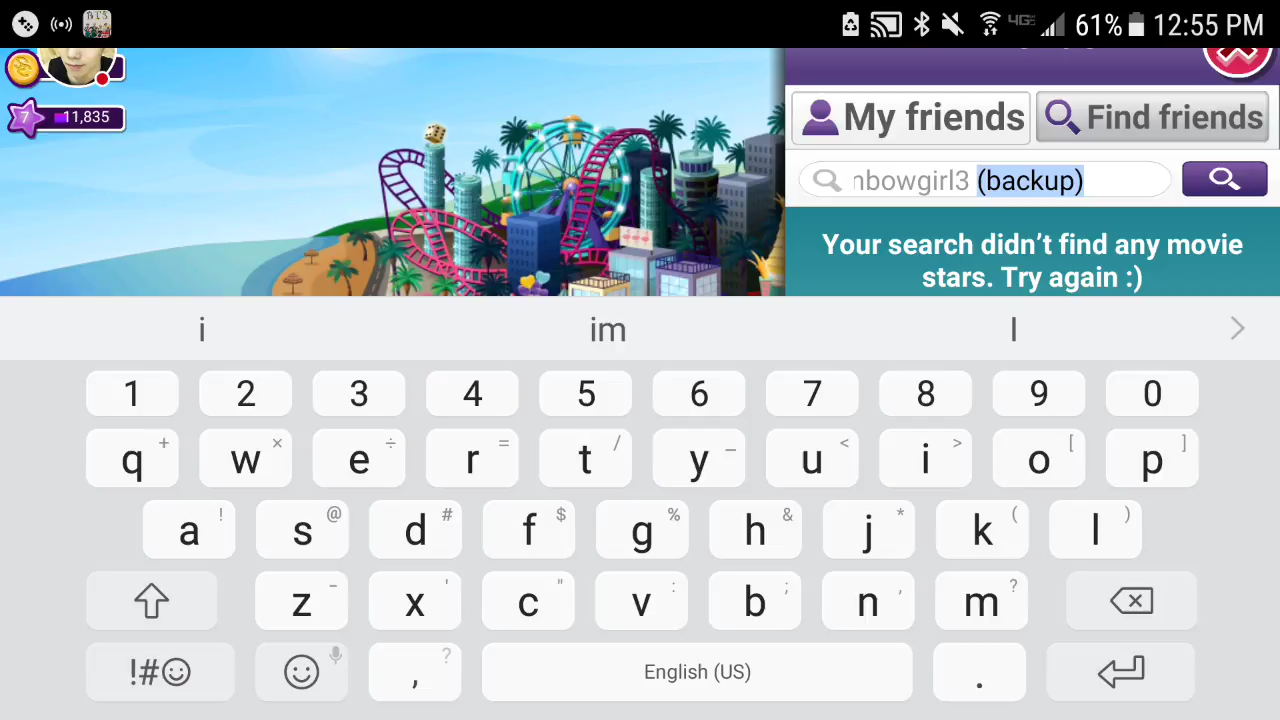 61% 12:55 PM
7 11,835
My friends Find friends
nbowgirl3 (backup)
Your search didn’t find any movie
stars. Try again :)
i im I
1 2 3 4 5 6 7 8 9 0
q + w × e ÷ r = t / y _ u < i > o [ p ]
a ! s @ d # f $ g % h & j * k ( l )
z - x ' c " v : b ; n , m ?
!#☺ , ? English (US) .